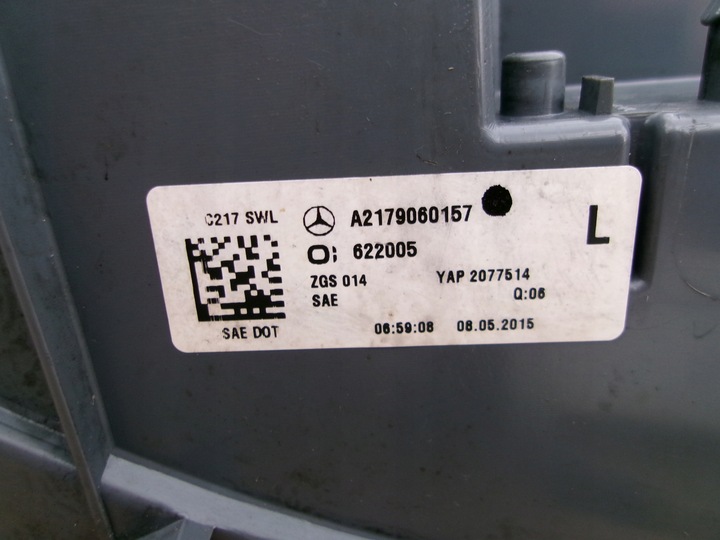 C217 SWL
A2179060157
L
622005
ZGS 014 YAP 2077514
SAE Q:06
SAE DOT
06:59:08 08.05.2015